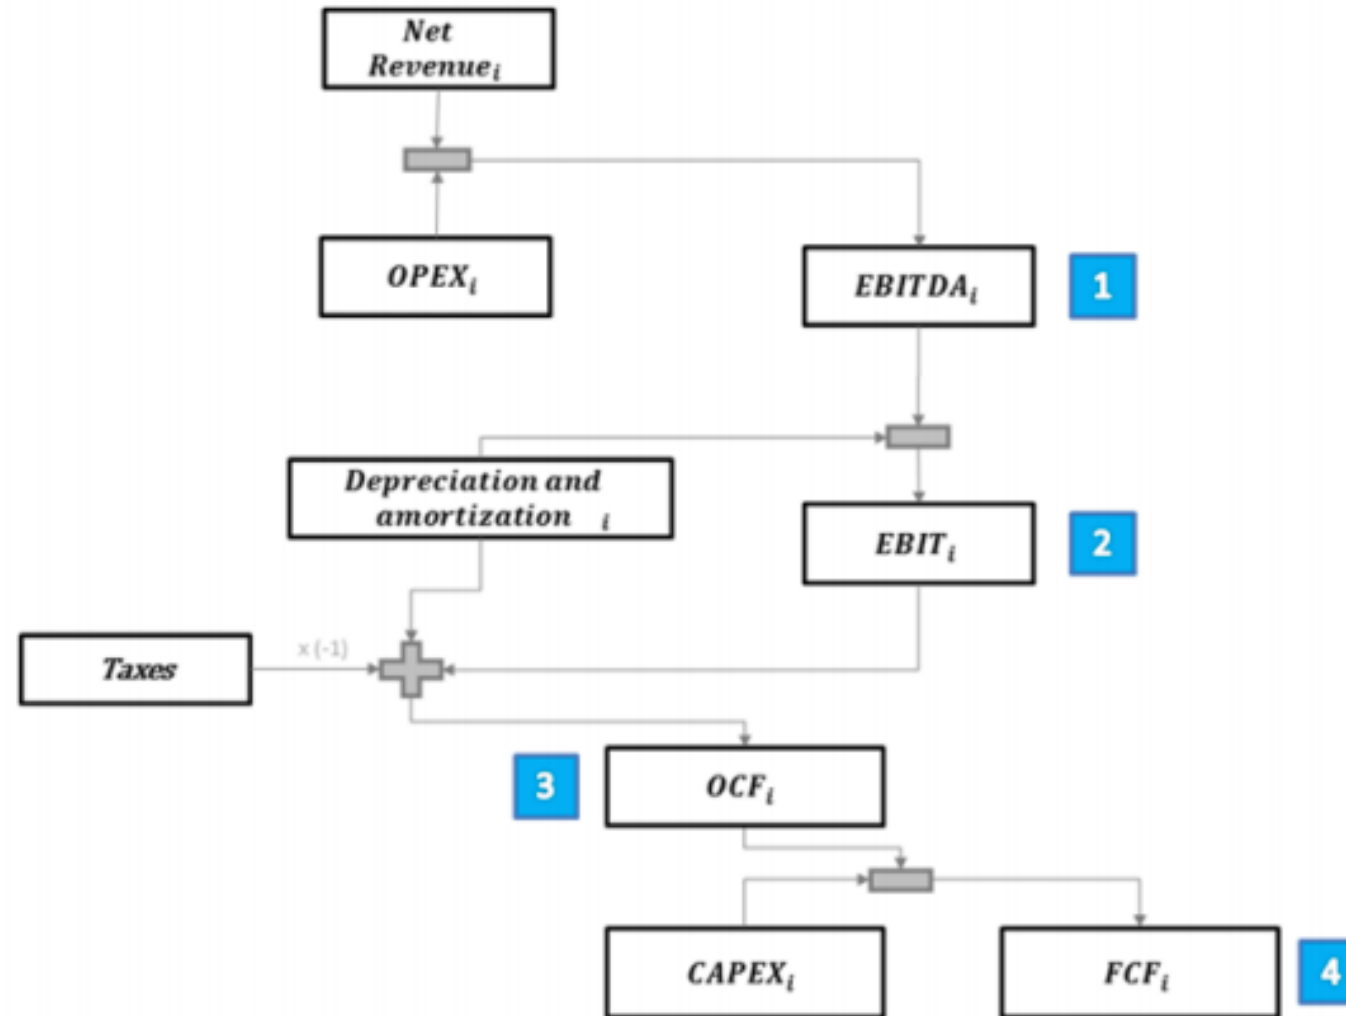 Net
Revenue i
OPEX i
EBITDA i
1
Depreciation and
amortization i
EBIT i
2
Taxes
x (-1)
3
OCF i
CAPEX i
FCF i
4